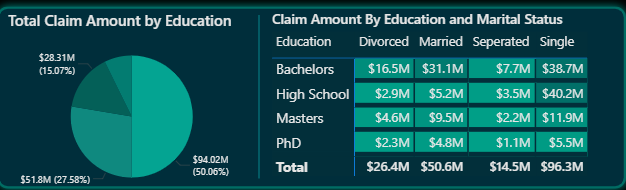 Total Claim Amount by Education
$28.31M
(15.07%)
$94.02M
(50.06%)
$51.8M (27.58%)
Claim Amount By Education and Marital Status
Education Divorced Married Seperated Single
Bachelors $16.5M $31.1M $7.7M $38.7M
High School $2.9M $5.2M $3.5M $40.2M
Masters $4.6M $9.5M $2.2M $11.9M
PhD $2.3M $4.8M $1.1M $5.5M
Total $26.4M $50.6M $14.5M $96.3M